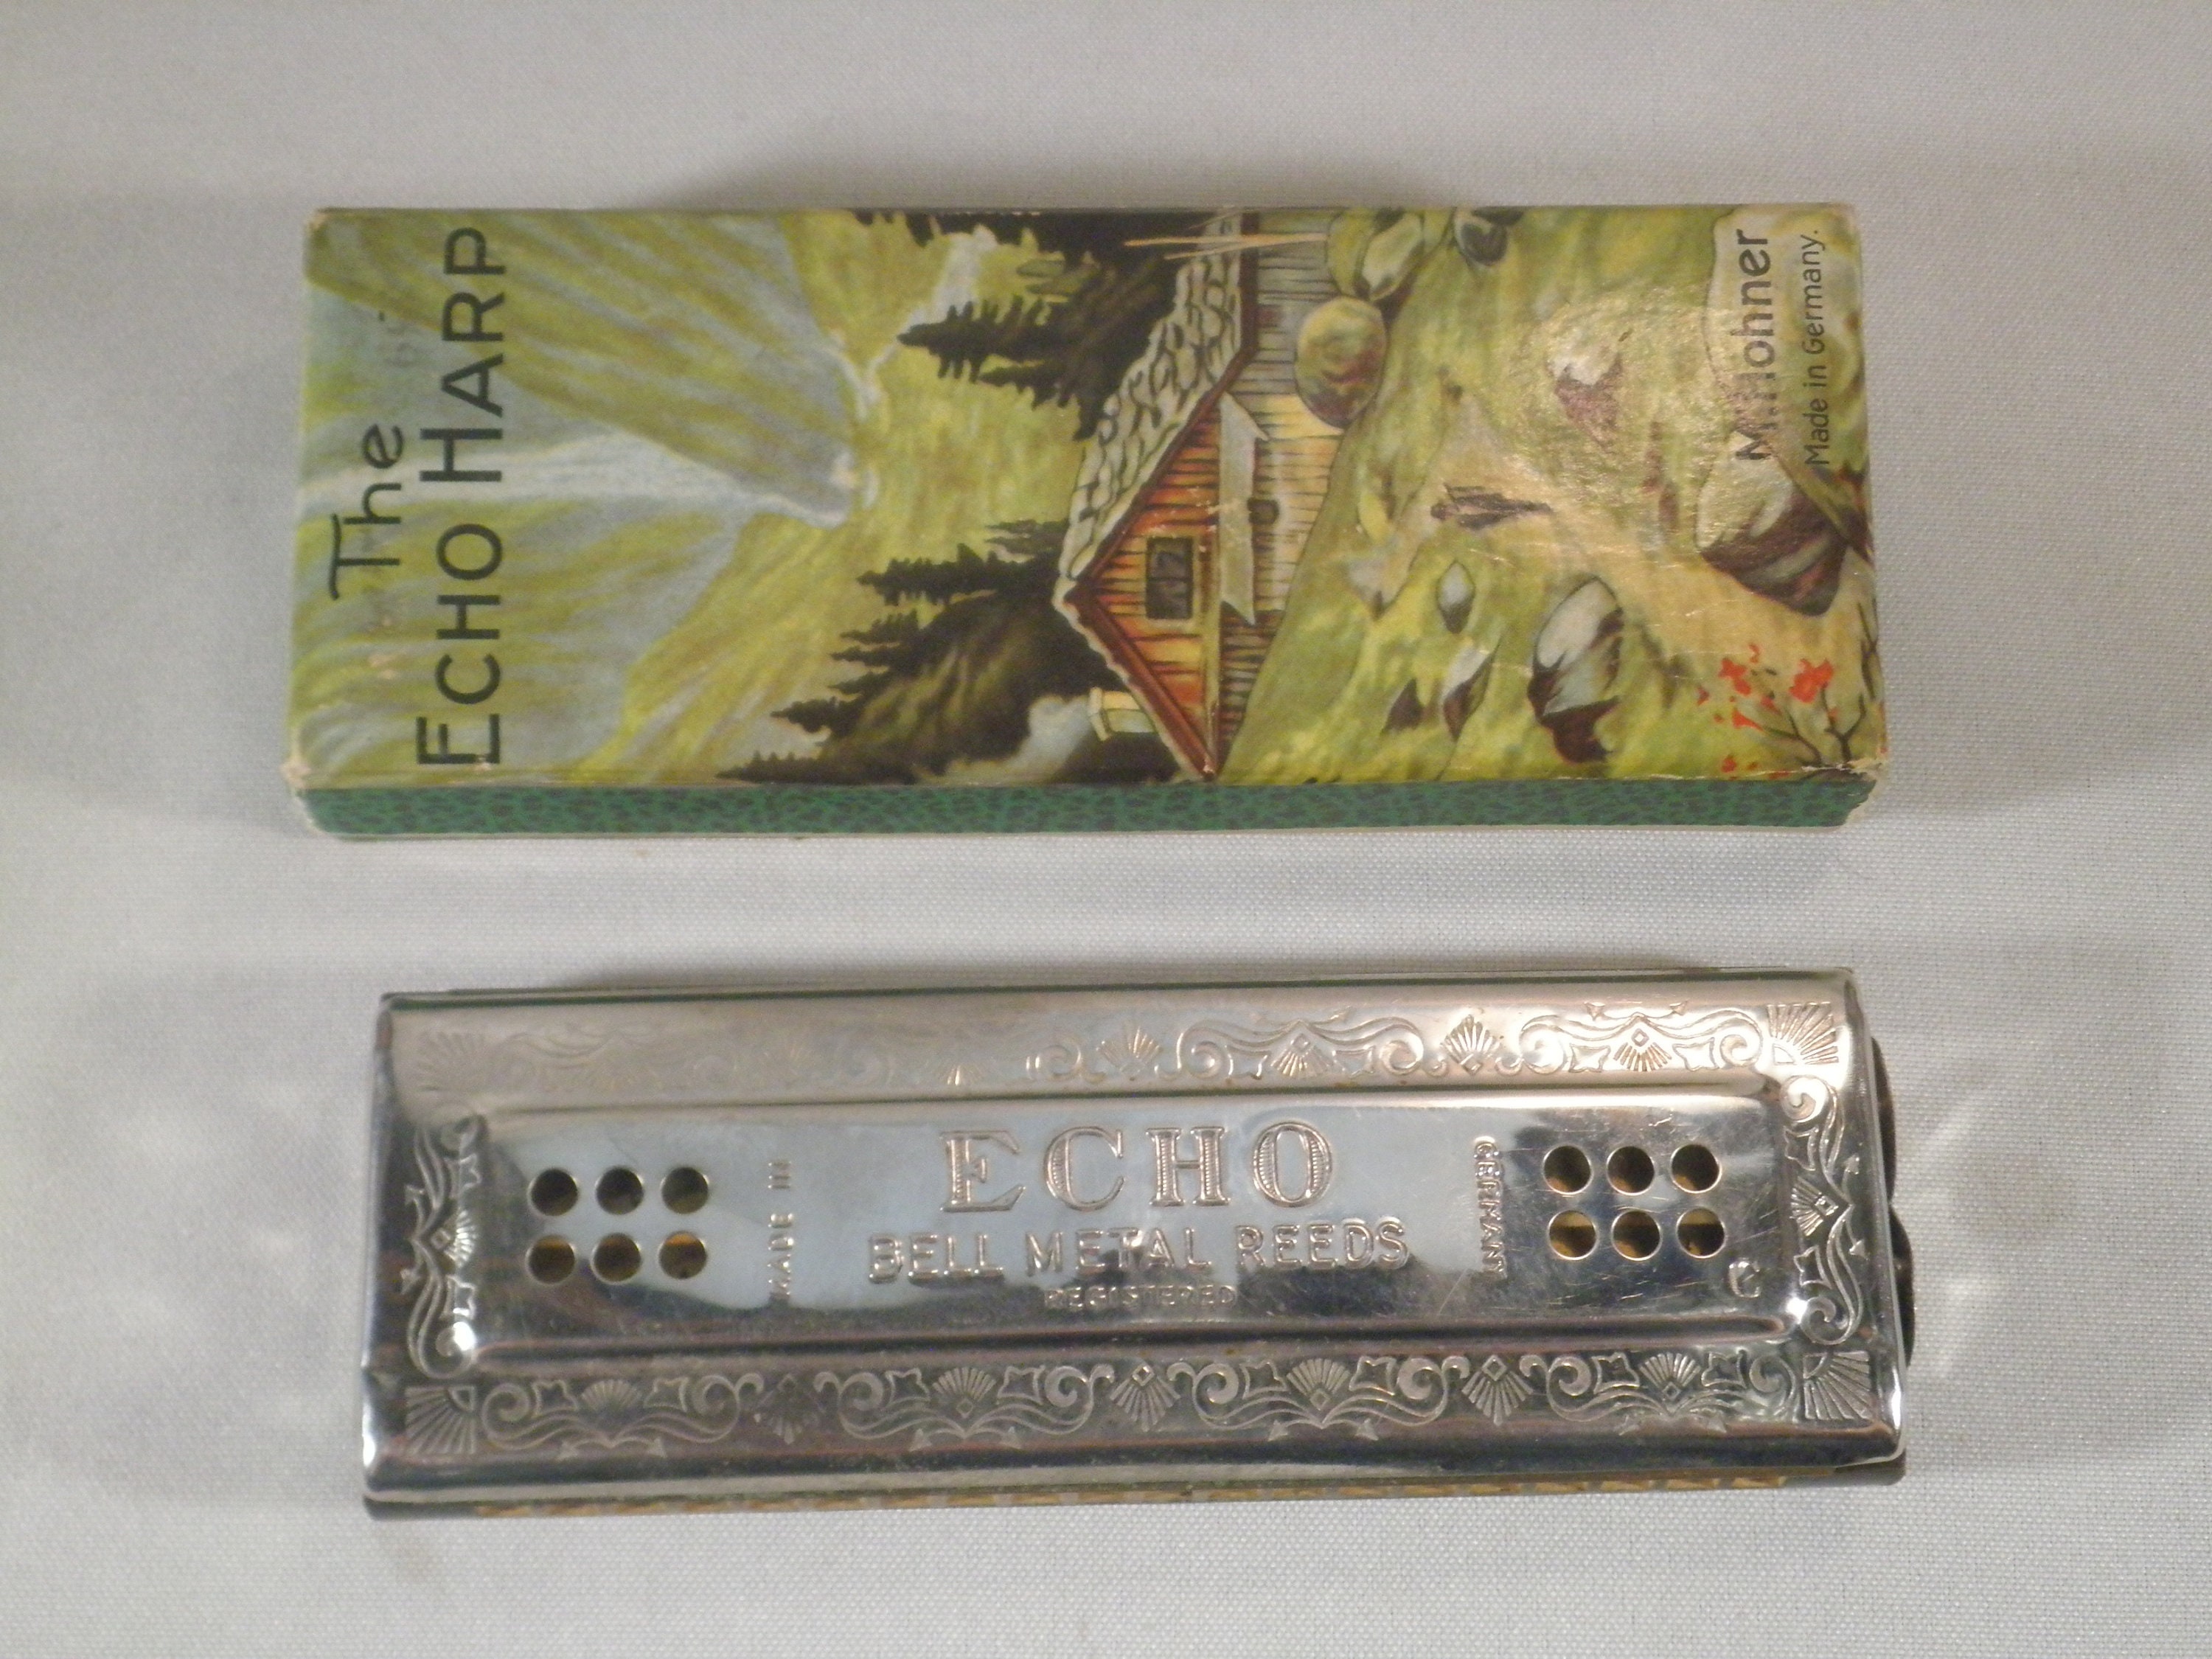 The
ECHO HARP
M. Hohner
Made in Germany.
MADE IN
ECHO
BELL METAL REEDS
REGISTERED
GERMANY
C